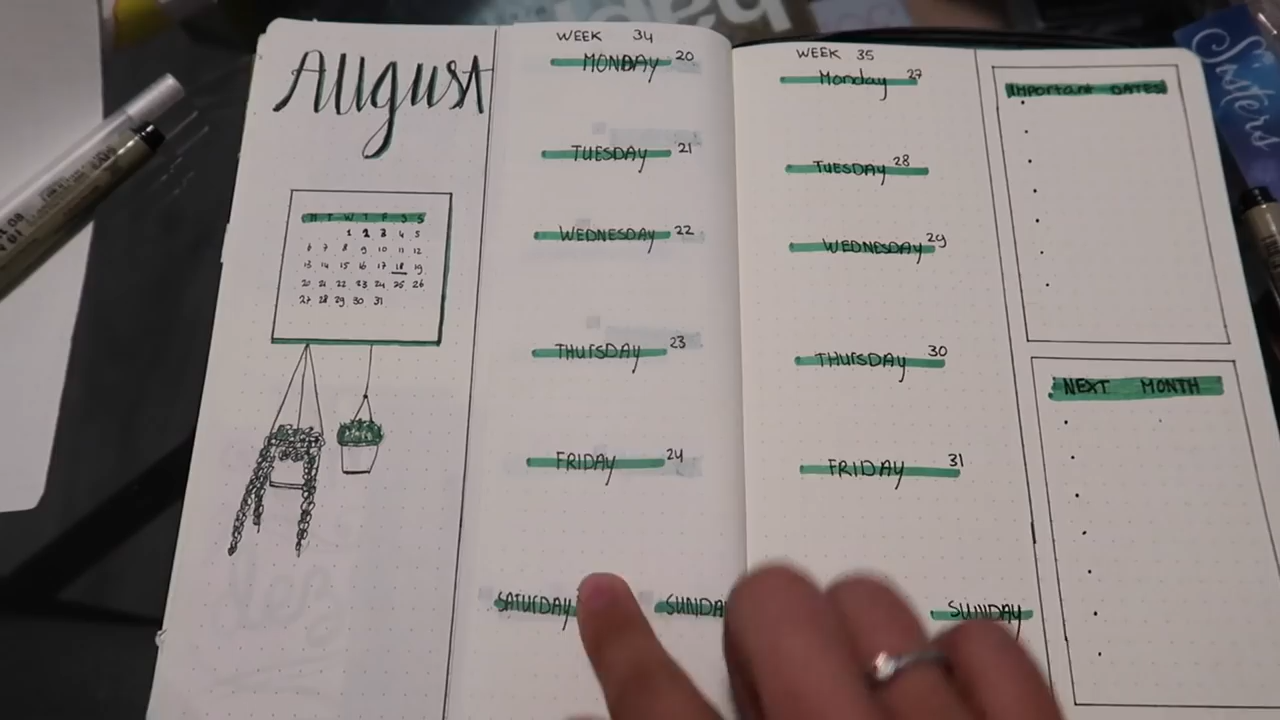 August
M T W T F S S
1 2 3 4 5
6 7 8 9 10 11 12
13 14 15 16 17 18 19
20 21 22 23 24 25 26
27 28 29 30 31
WEEK 34
MONDAY 20
TUESDAY 21
WEDNESDAY 22
THURSDAY 23
FRIDAY 24
SATURDAY
SUNDA
WEEK 35
Monday 27
TUESDAY 28
WEDNESDAY 29
THURSDAY 30
FRIDAY 31
SUNDAY
Important DATES
NEXT MONTH
Sisters